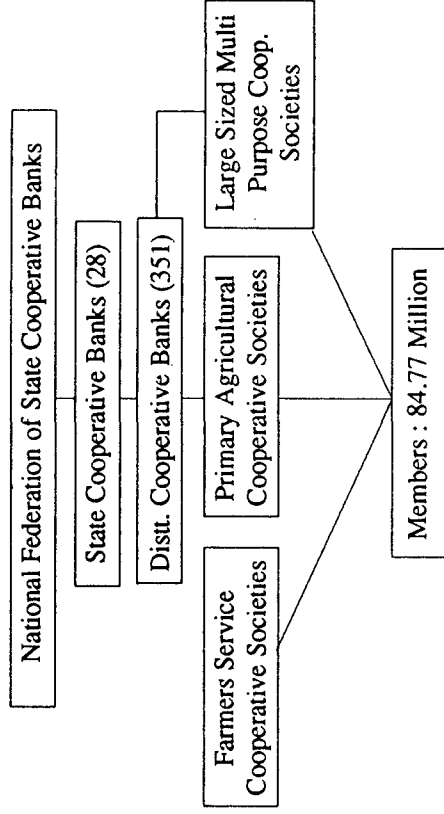 National Federation of State Cooperative Banks
State Cooperative Banks (28)
Distt. Cooperative Banks (351)
Farmers Service
Cooperative Societies
Primary Agricultural
Cooperative Societies
Large Sized Multi
Purpose Coop.
Societies
Members : 84.77 Million